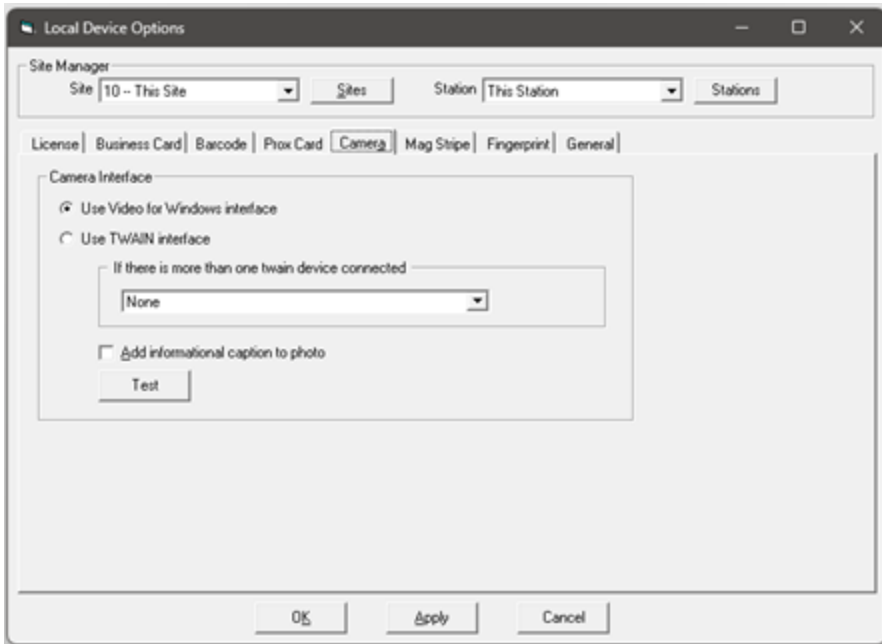 Local Device Options
Site Manager
Site 10 -- This Site Sites Station This Station Stations
License Business Card Barcode Prox Card Camera Mag Stripe Fingerprint General
Camera Interface
Use Video for Windows interface
Use TWAIN interface
If there is more than one twain device connected
None
Add informational caption to photo
Test
OK Apply Cancel